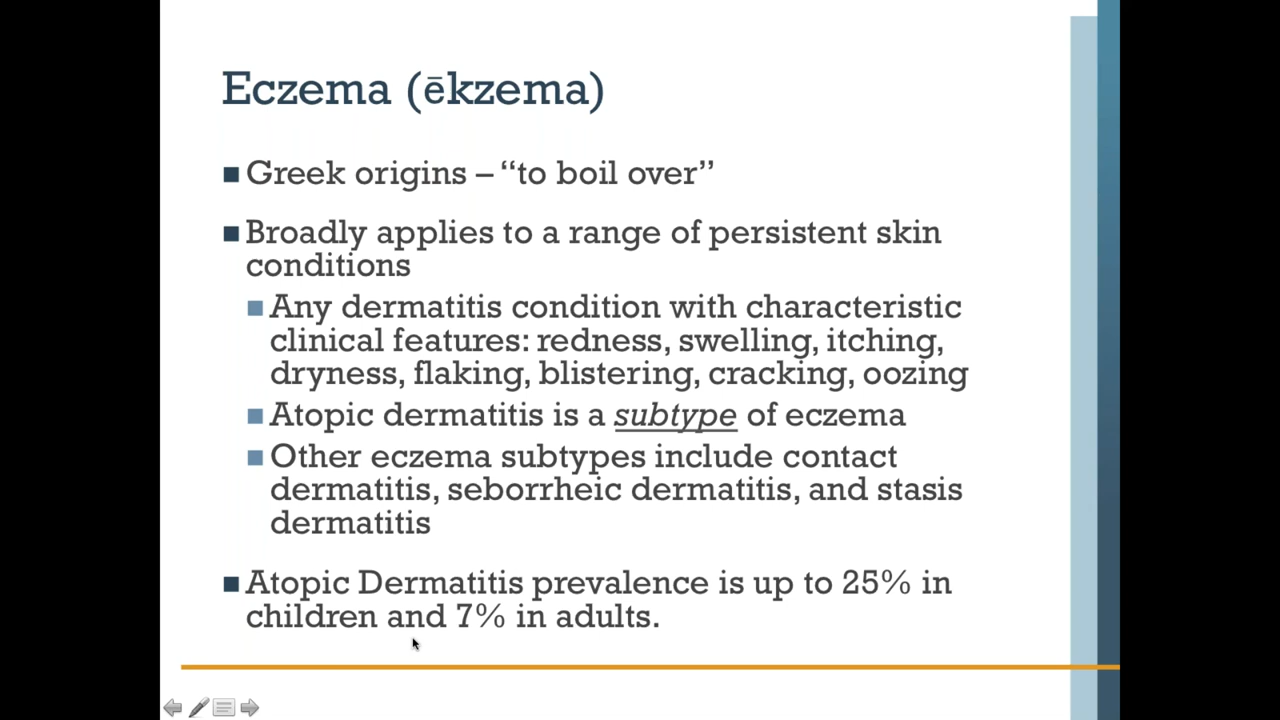 Eczema (ēkzema)
Greek origins – “to boil over”
Broadly applies to a range of persistent skin
conditions
Any dermatitis condition with characteristic
clinical features: redness, swelling, itching,
dryness, flaking, blistering, cracking, oozing
Atopic dermatitis is a subtype of eczema
Other eczema subtypes include contact
dermatitis, seborrheic dermatitis, and stasis
dermatitis
Atopic Dermatitis prevalence is up to 25% in
children and 7% in adults.